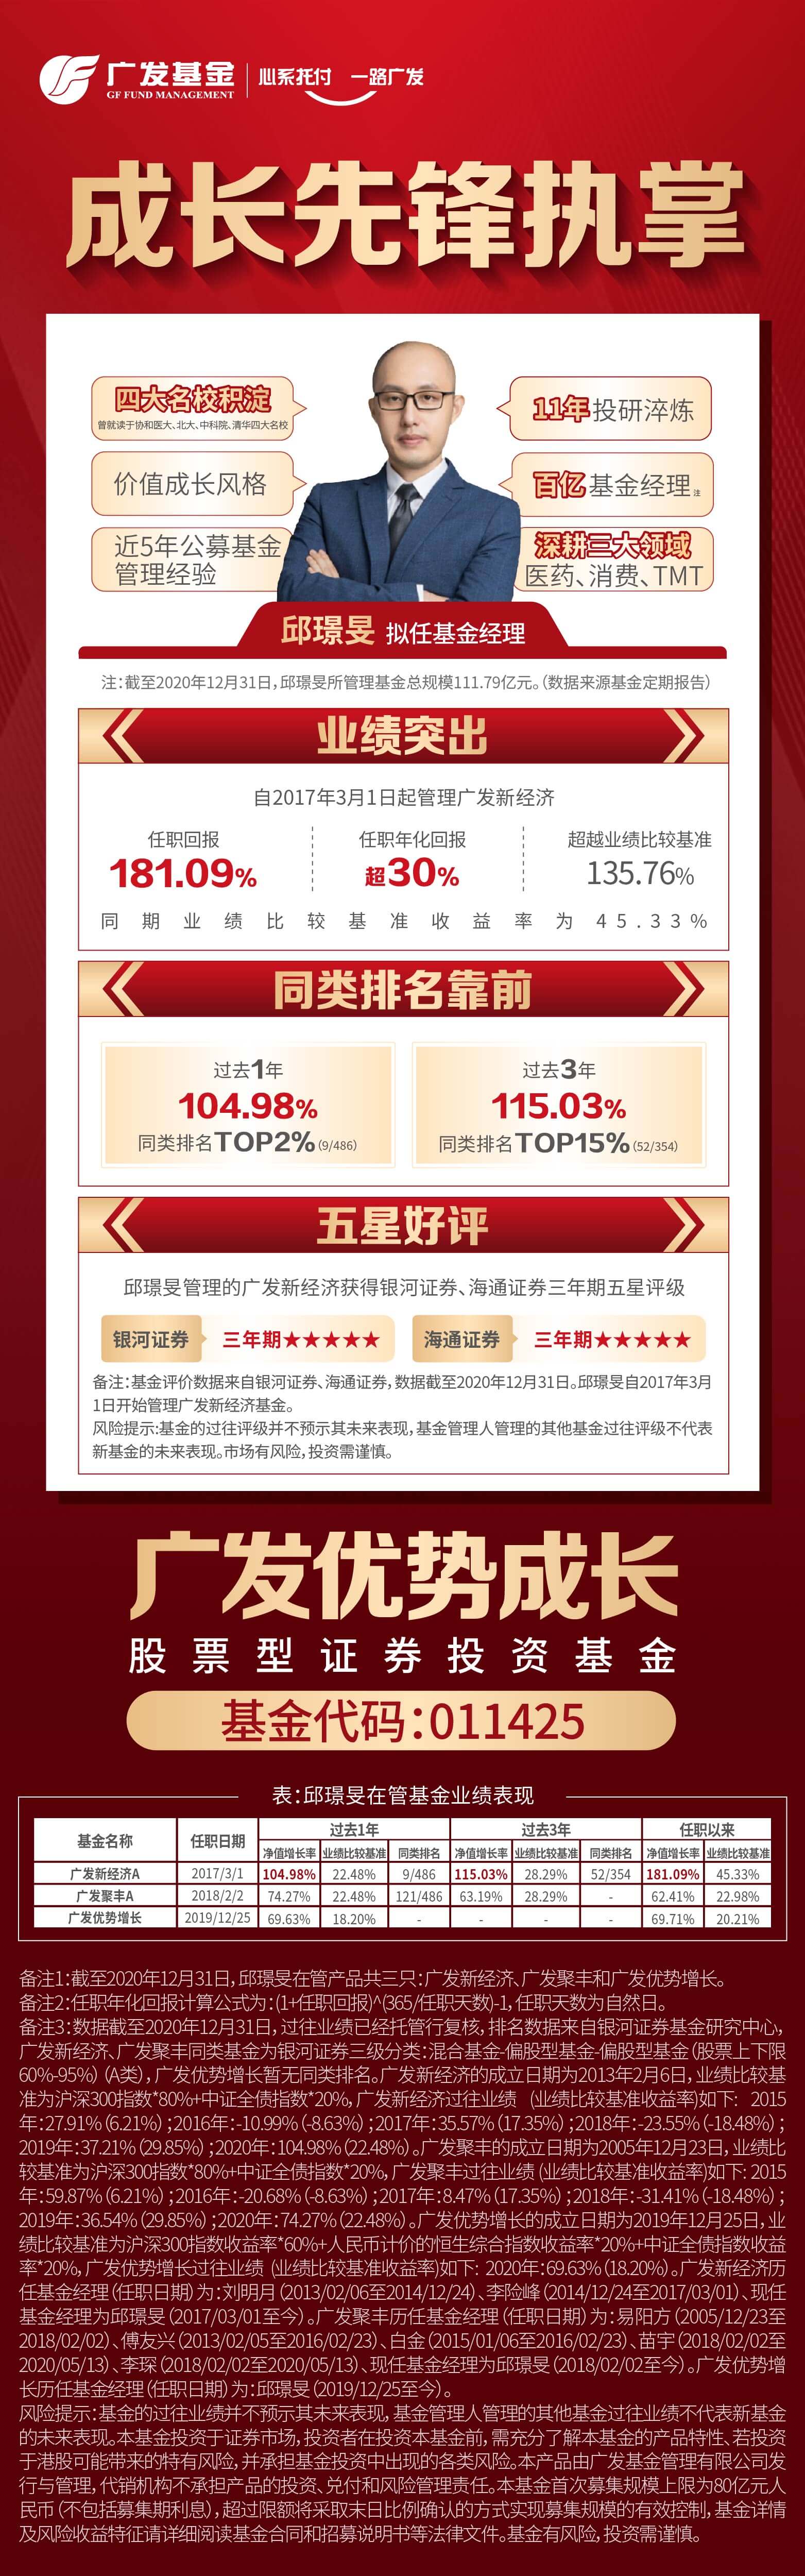 广发基金
GF FUND MANAGEMENT
心系托付 一路广发
成长先锋执掌
四大名校积淀
曾就读于协和医大、北大、中科院、清华四大名校
11年投研淬炼
价值成长风格
百亿基金经理注
近5年公募基金
管理经验
深耕三大领域
医药、消费、TMT
邱璟旻 拟任基金经理
注:截至2020年12月31日,邱璟旻所管理基金总规模111.79亿元。(数据来源基金定期报告)
业绩突出
自2017年3月1日起管理广发新经济
任职回报 任职年化回报 超越业绩比较基准
181.09% 超30% 135.76%
同期业绩比较基准收益率为45.33%
同类排名靠前
过去1年 过去3年
104.98% 115.03%
同类排名TOP2%(9/486) 同类排名TOP15%(52/354)
五星好评
邱璟旻管理的广发新经济获得银河证券、海通证券三年期五星评级
银河证券 三年期★★★★★ 海通证券 三年期★★★★★
备注:基金评价数据来自银河证券、海通证券,数据截至2020年12月31日。邱璟旻自2017年3月
1日开始管理广发新经济基金。
风险提示:基金的过往评级并不预示其未来表现,基金管理人管理的其他基金过往评级不代表
新基金的未来表现。市场有风险,投资需谨慎。
广发优势成长
股票型证券投资基金
基金代码:011425
表:邱璟旻在管基金业绩表现
基金名称 任职日期 过去1年 过去3年 任职以来
净值增长率 业绩比较基准 同类排名 净值增长率 业绩比较基准 同类排名 净值增长率 业绩比较基准
广发新经济A 2017/3/1 104.98% 22.48% 9/486 115.03% 28.29% 52/354 181.09% 45.33%
广发聚丰A 2018/2/2 74.27% 22.48% 121/486 63.19% 28.29% - 62.41% 22.98%
广发优势增长 2019/12/25 69.63% 18.20% - - - - 69.71% 20.21%
备注1:截至2020年12月31日,邱璟旻在管产品共三只:广发新经济、广发聚丰和广发优势增长。
备注2:任职年化回报计算公式为:(1+任职回报)^(365/任职天数)-1,任职天数为自然日。
备注3:数据截至2020年12月31日,过往业绩已经托管行复核,排名数据来自银河证券基金研究中心,
广发新经济、广发聚丰同类基金为银河证券三级分类:混合基金-偏股型基金-偏股型基金(股票上下限
60%-95%)(A类),广发优势增长暂无同类排名。广发新经济的成立日期为2013年2月6日,业绩比较基
准为沪深300指数*80%+中证全债指数*20%,广发新经济过往业绩 (业绩比较基准收益率)如下: 2015
年:27.91%(6.21%);2016年:-10.99%(-8.63%);2017年:35.57%(17.35%);2018年:-23.55%(-18.48%);
2019年:37.21%(29.85%);2020年:104.98%(22.48%)。广发聚丰的成立日期为2005年12月23日,业绩比
较基准为沪深300指数*80%+中证全债指数*20%,广发聚丰过往业绩 (业绩比较基准收益率)如下: 2015
年:59.87%(6.21%);2016年:-20.68%(-8.63%);2017年:8.47%(17.35%);2018年:-31.41%(-18.48%);
2019年:36.54%(29.85%);2020年:74.27%(22.48%)。广发优势增长的成立日期为2019年12月25日,业
绩比较基准为沪深300指数收益率*60%+人民币计价的恒生综合指数收益率*20%+中证全债指数收益
率*20%,广发优势增长过往业绩 (业绩比较基准收益率)如下: 2020年:69.63%(18.20%)。广发新经济历
任基金经理(任职日期)为:刘明月(2013/02/06至2014/12/24)、李险峰(2014/12/24至2017/03/01)、现任
基金经理为邱璟旻(2017/03/01至今)。广发聚丰历任基金经理(任职日期)为:易阳方(2005/12/23至
2018/02/02)、傅友兴(2013/02/05至2016/02/23)、白金(2015/01/06至2016/02/23)、苗宇(2018/02/02至
2020/05/13)、李琛(2018/02/02至2020/05/13)、现任基金经理为邱璟旻(2018/02/02至今)。广发优势增
长历任基金经理(任职日期)为:邱璟旻(2019/12/25至今)。
风险提示:基金的过往业绩并不预示其未来表现,基金管理人管理的其他基金过往业绩不代表新基金
的未来表现。本基金投资于证券市场,投资者在投资本基金前,需充分了解本基金的产品特性、若投资
于港股可能带来的特有风险,并承担基金投资中出现的各类风险。本产品由广发基金管理有限公司发
行与管理,代销机构不承担产品的投资、兑付和风险管理责任。本基金首次募集规模上限为80亿元人
民币(不包括募集期利息),超过限额将采取末日比例确认的方式实现募集规模的有效控制,基金详情
及风险收益特征请详细阅读基金合同和招募说明书等法律文件。基金有风险,投资需谨慎。